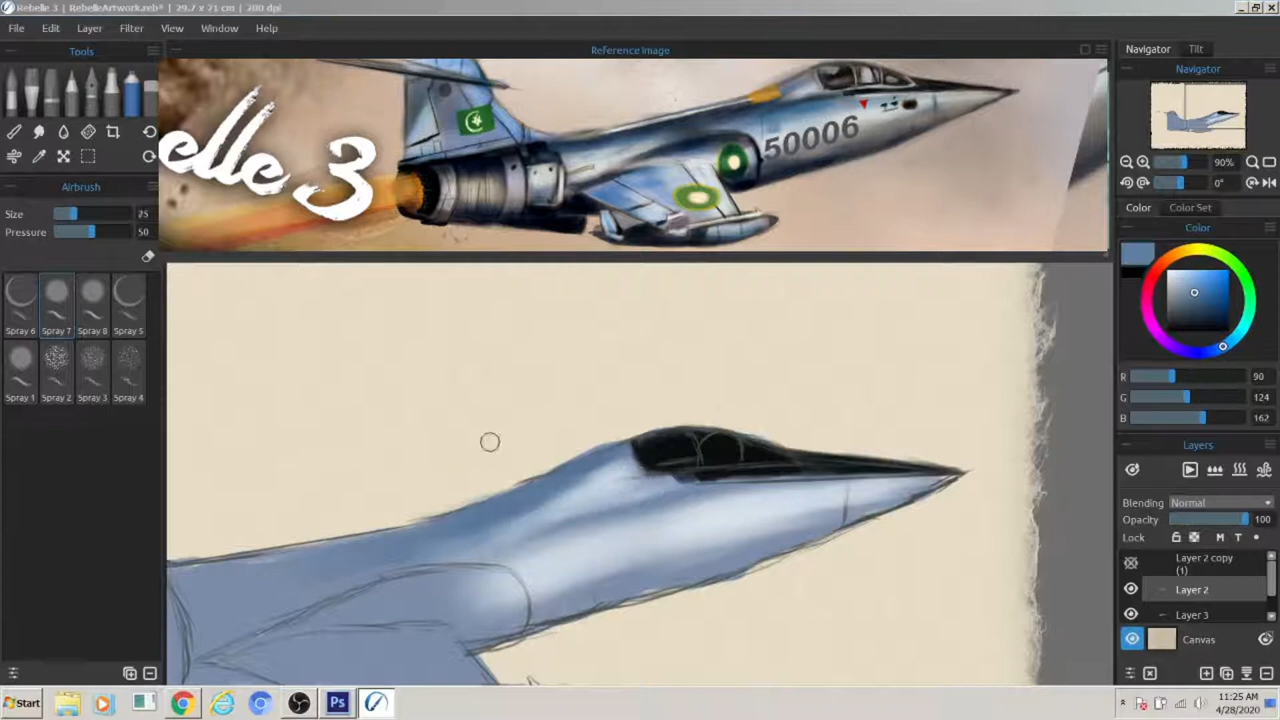 Rebelle 3 | RebelleArtwork.reb* | 29.7 x 21 cm | 200 dpi
File Edit Layer Filter View Window Help
Tools
Reference Image
Navigator Tilt
Navigator
elle 3
50006
90%
0°
Airbrush
Size 25
Pressure 50
Color Color Set
Color
Spray 6 Spray 7 Spray 8 Spray 5
Spray 1 Spray 2 Spray 3 Spray 4
R 90
G 124
B 162
Layers
Blending Normal
Opacity 100
Lock M T
Layer 2 copy
(1)
Layer 2
Layer 3
Canvas
Start
Ps
11:25 AM
4/28/2020